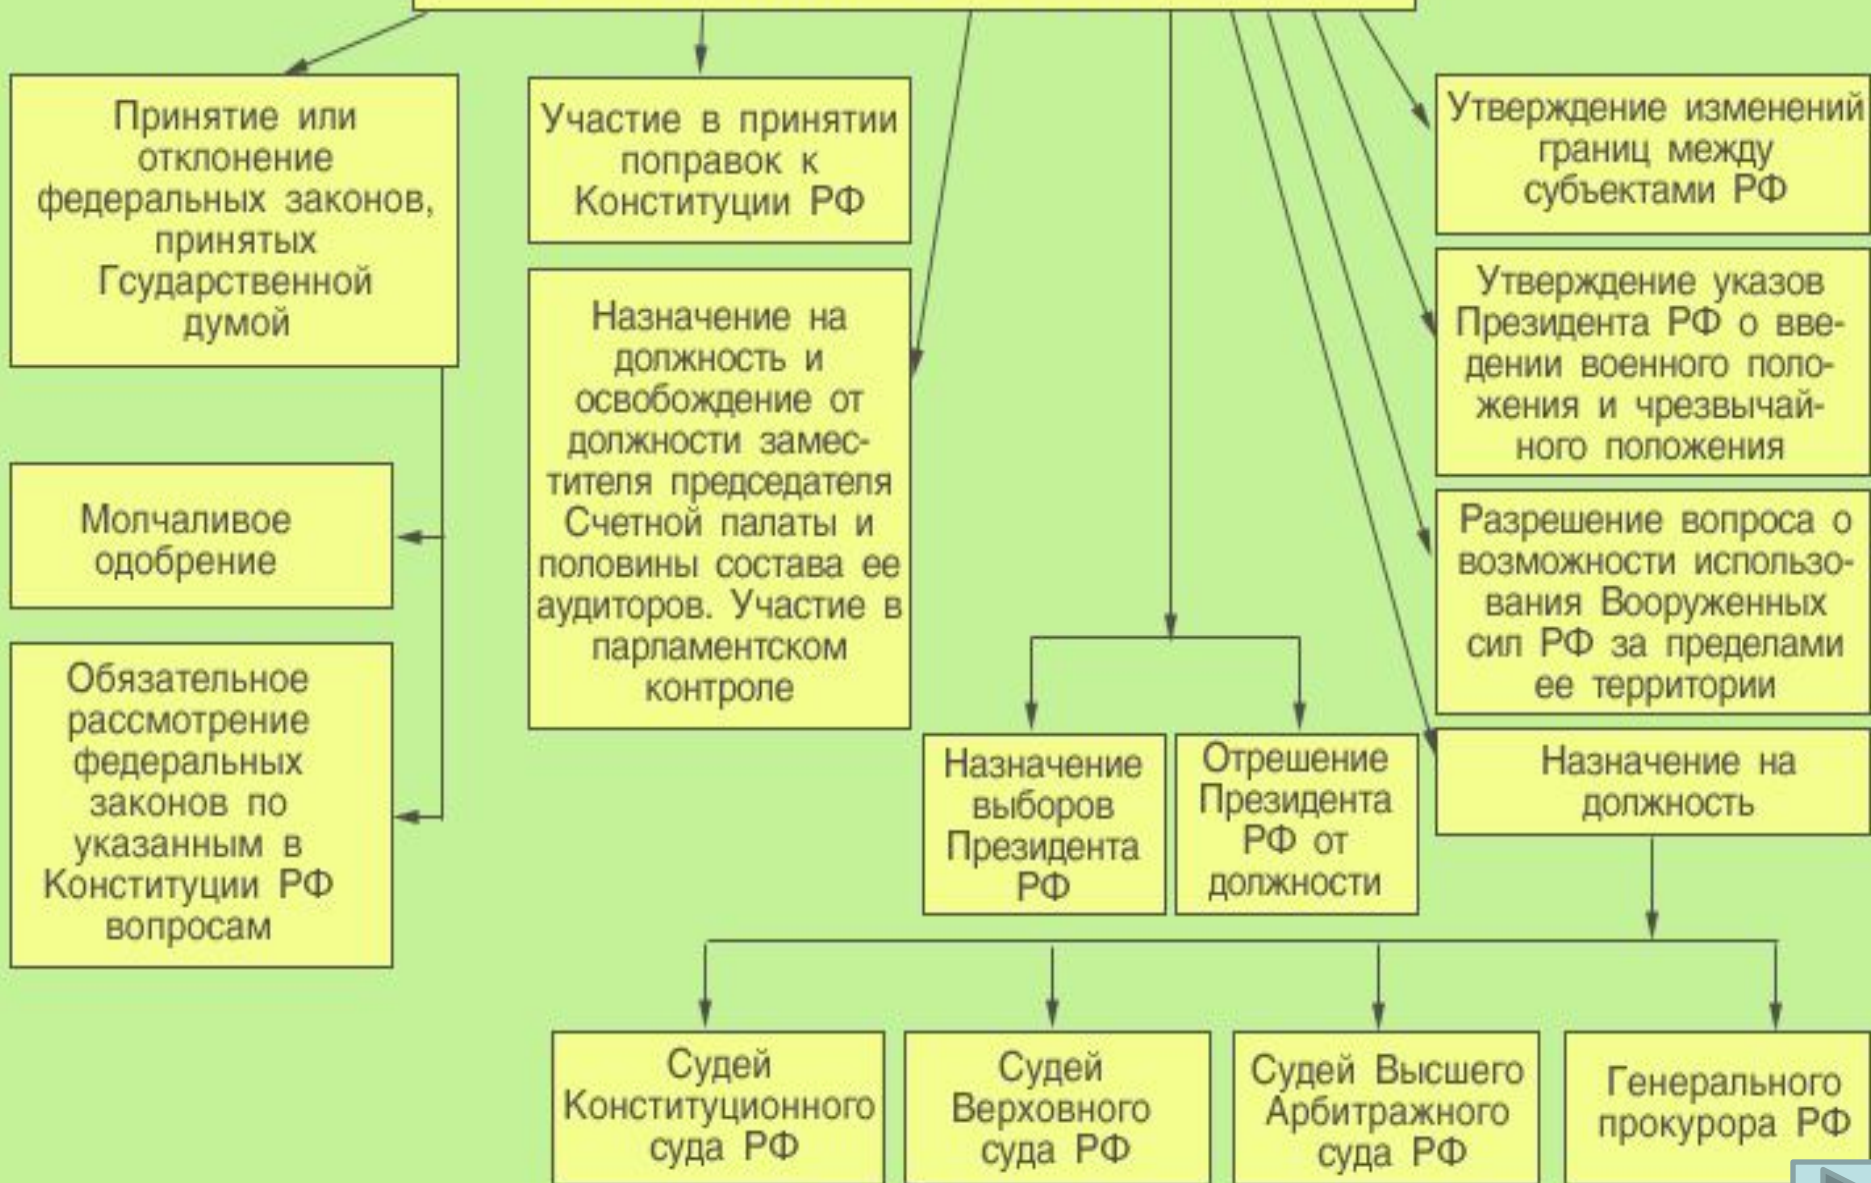 Принятие или
отклонение
федеральных законов,
принятых
Гсударственной
думой
Участие в принятии
поправок к
Конституции РФ
Утверждение изменений
границ между
субъектами РФ
Утверждение указов
Президента РФ о вве-
дении военного поло-
жения и чрезвычай-
ного положения
Назначение на
должность и
освобождение от
должности замес-
тителя председателя
Счетной палаты и
половины состава ее
аудиторов. Участие в
парламентском
контроле
Молчаливое
одобрение
Разрешение вопроса о
возможности использо-
вания Вооруженных
сил РФ за пределами
ее территории
Обязательное
рассмотрение
федеральных
законов по
указанным в
Конституции РФ
вопросам
Назначение
выборов
Президента
РФ
Отрешение
Президента
РФ от
должности
Назначение на
должность
Судей
Конституционного
суда РФ
Судей
Верховного
суда РФ
Судей Высшего
Арбитражного
суда РФ
Генерального
прокурора РФ